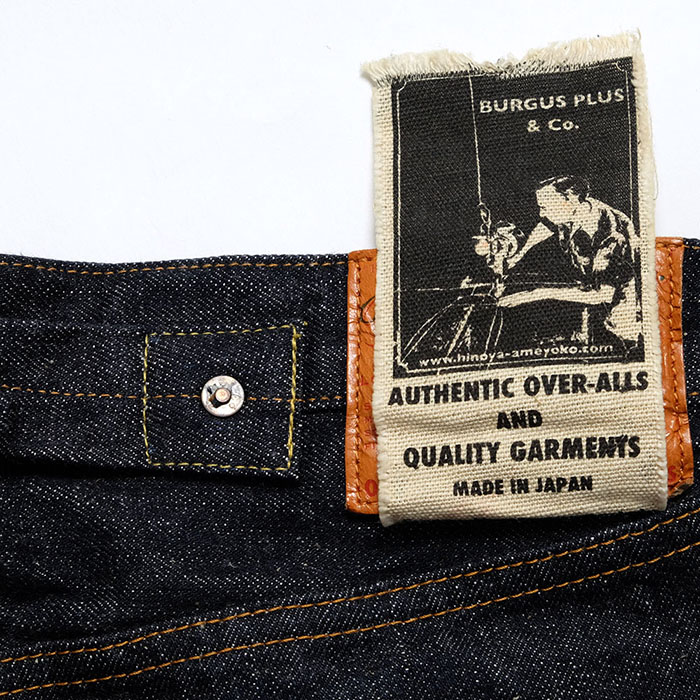 BURGUS PLUS
& Co.
www.hinoya-ameyoko.com
AUTHENTIC OVER-ALLS
AND
QUALITY GARMENTS
MADE IN JAPAN